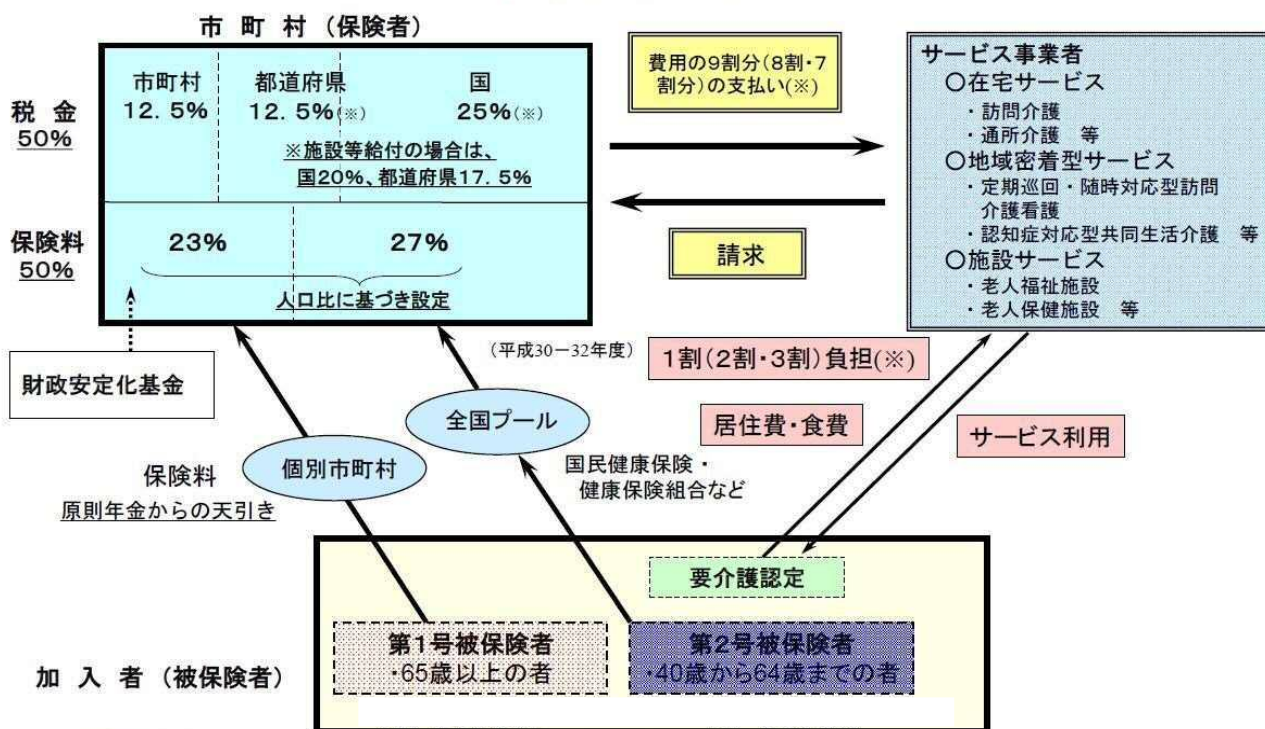 市 町 村 (保険者)
市町村
12.5%
都道府県
12.5%(※)
国
25%(※)
税 金
50%
※施設等給付の場合は、
国20%、都道府県17.5%
保険料
50%
23%
27%
人口比に基づき設定
財政安定化基金
費用の9割分(8割・7
割分)の支払い(※)
請求
サービス事業者
○在宅サービス
・訪問介護
・通所介護 等
○地域密着型サービス
・定期巡回・随時対応型訪問
介護看護
・認知症対応型共同生活介護 等
○施設サービス
・老人福祉施設
・老人保健施設 等
(平成30-32年度)
1割(2割・3割)負担(※)
居住費・食費
サービス利用
全国プール
個別市町村
保険料
原則年金からの天引き
国民健康保険・
健康保険組合など
要介護認定
第1号被保険者
・65歳以上の者
第2号被保険者
・40歳から64歳までの者
加 入 者 (被保険者)